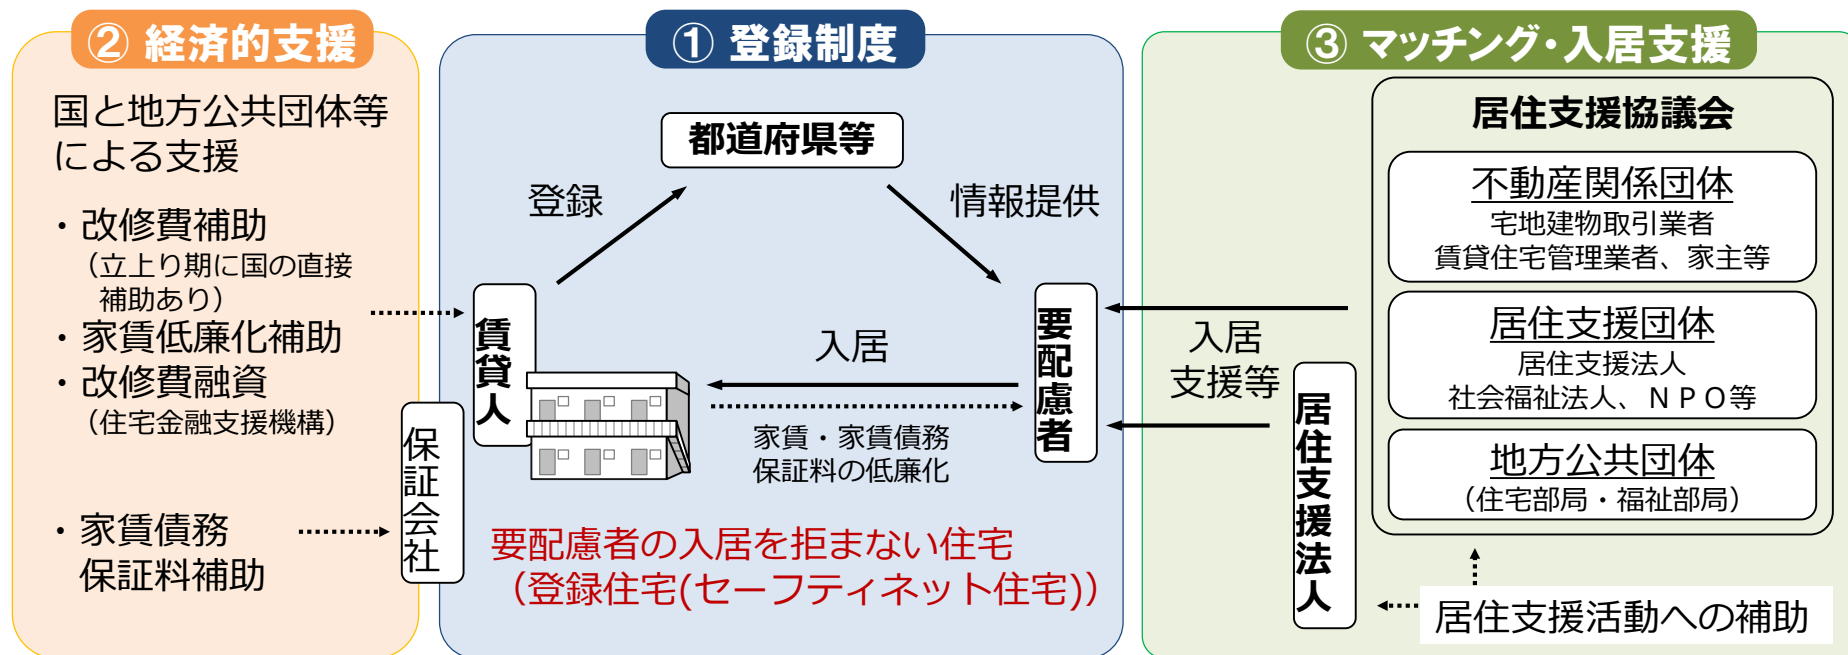 ② 経済的支援
国と地方公共団体等
による支援
・改修費補助
（立上り期に国の直接
補助あり）
・家賃低廉化補助
・改修費融資
（住宅金融支援機構）
・家賃債務
保証料補助
保証会社
① 登録制度
都道府県等
登録
情報提供
賃貸人
入居
家賃・家賃債務
保証料の低廉化
要配慮者
要配慮者の入居を拒まない住宅
（登録住宅(セーフティネット住宅)）
③ マッチング・入居支援
入居
支援等
居住支援法人
居住支援協議会
不動産関係団体
宅地建物取引業者
賃貸住宅管理業者、家主等
居住支援団体
居住支援法人
社会福祉法人、ＮＰＯ等
地方公共団体
（住宅部局・福祉部局）
居住支援活動への補助